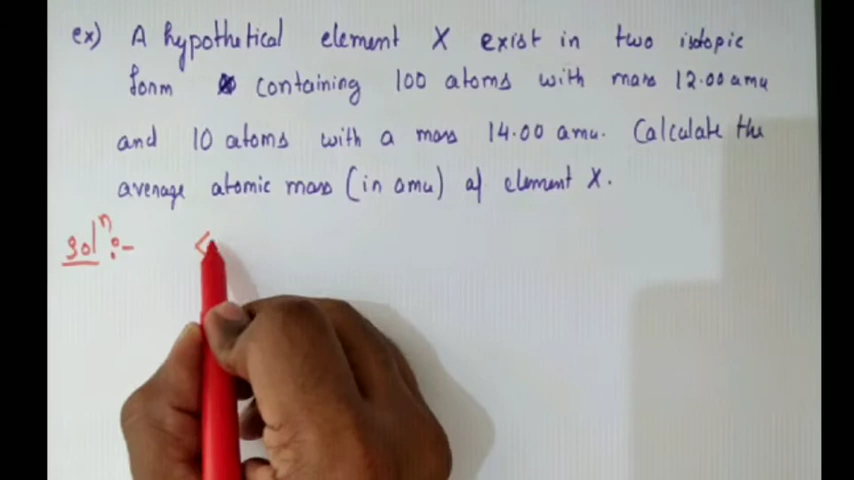 ex) A hypothetical element X exist in two isotopic
form containing 100 atoms with mass 12.00 amu
and 10 atoms with a mass 14.00 amu. Calculate the
average atomic mass (in amu) of element X.
Solⁿ :- <